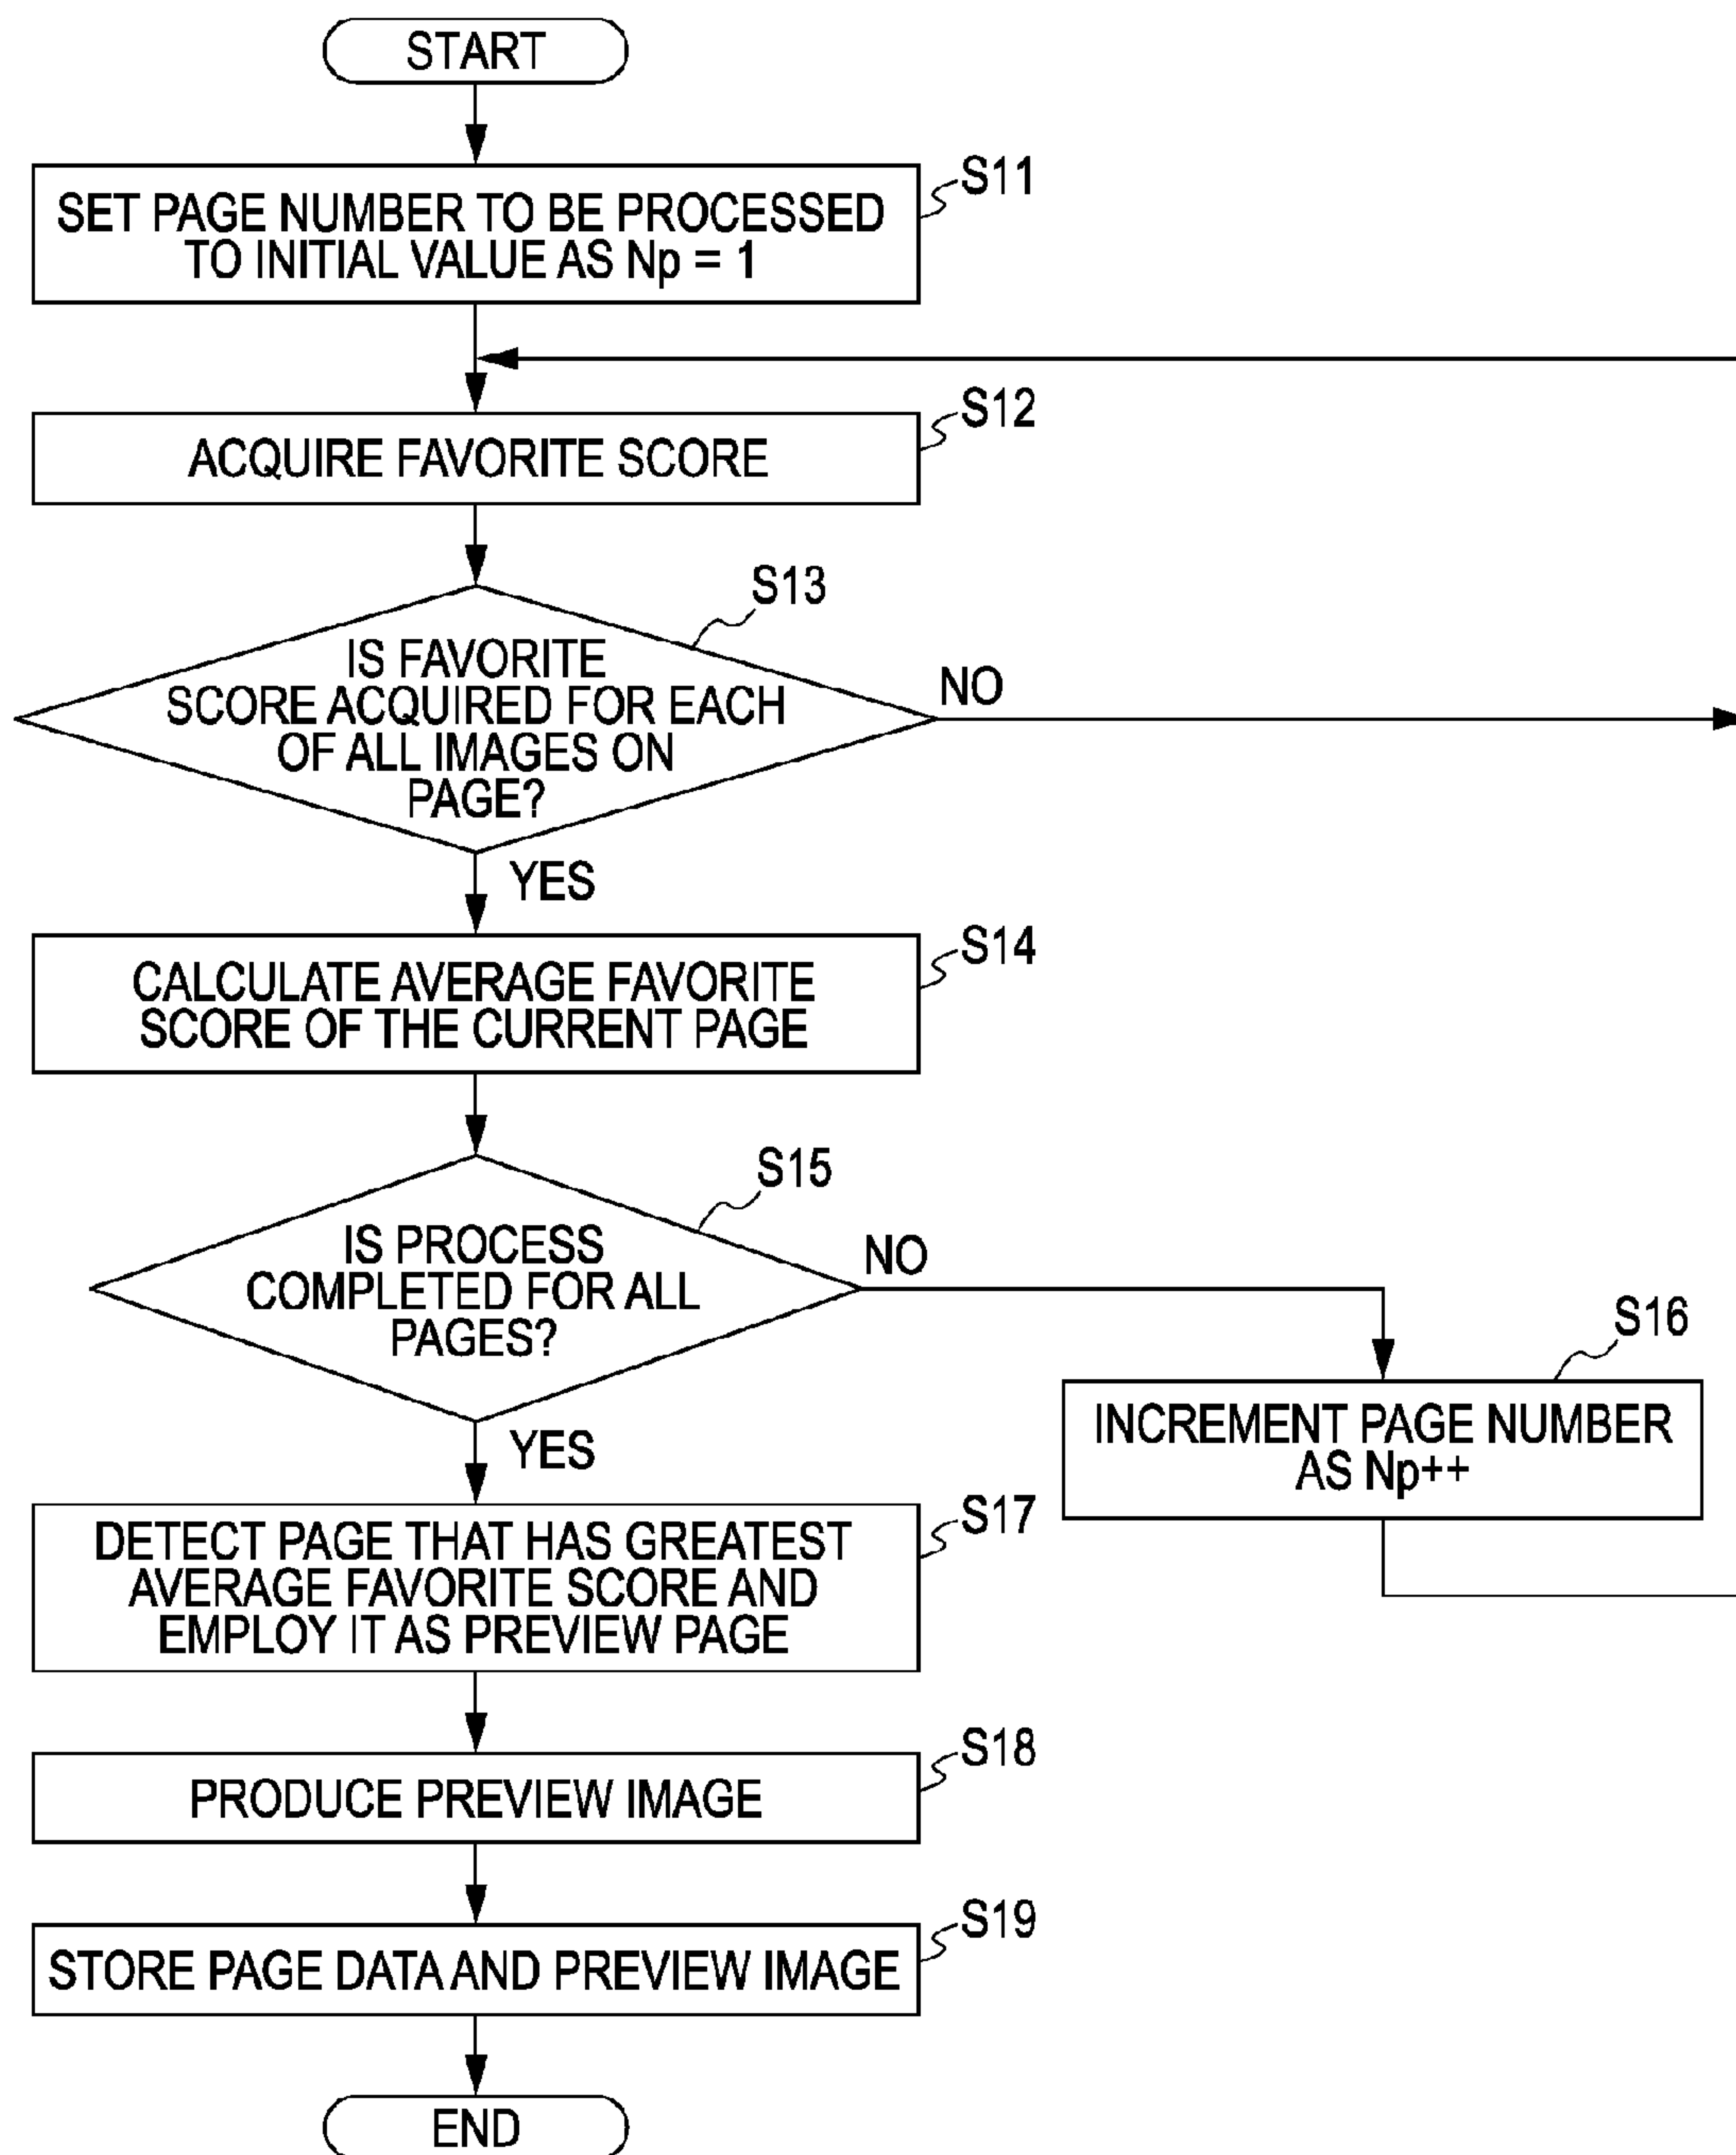 START
S11
SET PAGE NUMBER TO BE PROCESSED
TO INITIAL VALUE AS Np = 1
S12
ACQUIRE FAVORITE SCORE
S13
IS FAVORITE
SCORE ACQUIRED FOR EACH
OF ALL IMAGES ON
PAGE?
NO
YES
S14
CALCULATE AVERAGE FAVORITE
SCORE OF THE CURRENT PAGE
S15
IS PROCESS
COMPLETED FOR ALL
PAGES?
NO
S16
INCREMENT PAGE NUMBER
AS Np++
YES
S17
DETECT PAGE THAT HAS GREATEST
AVERAGE FAVORITE SCORE AND
EMPLOY IT AS PREVIEW PAGE
S18
PRODUCE PREVIEW IMAGE
S19
STORE PAGE DATA AND PREVIEW IMAGE
END